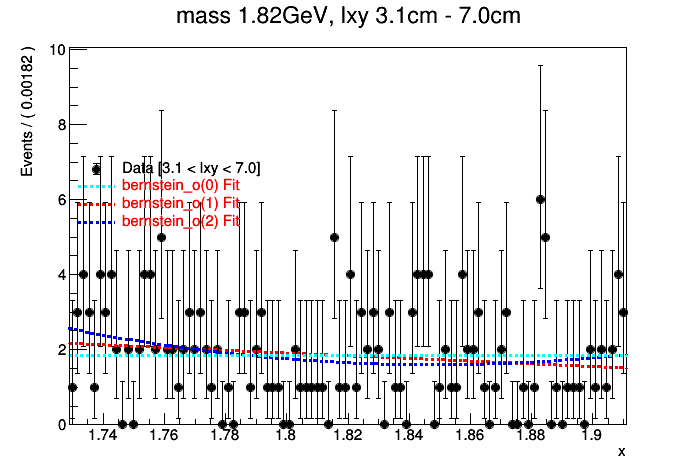 mass 1.82GeV, lxy 3.1cm - 7.0cm
Events / ( 0.00182 )
10
8
6
4
2
0
Data [3.1 < lxy < 7.0]
bernstein_o(0) Fit
bernstein_o(1) Fit
bernstein_o(2) Fit
1.74 1.76 1.78 1.8 1.82 1.84 1.86 1.88 1.9
x